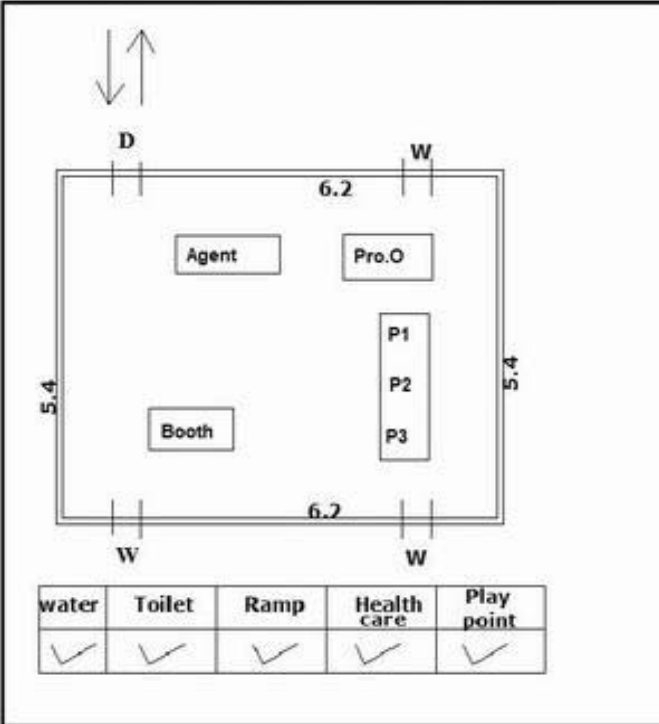 D
W
6.2
Agent
Pro.O
P1
5.4
5.4
P2
Booth
P3
6.2
W
W
water Toilet Ramp Health care Play point